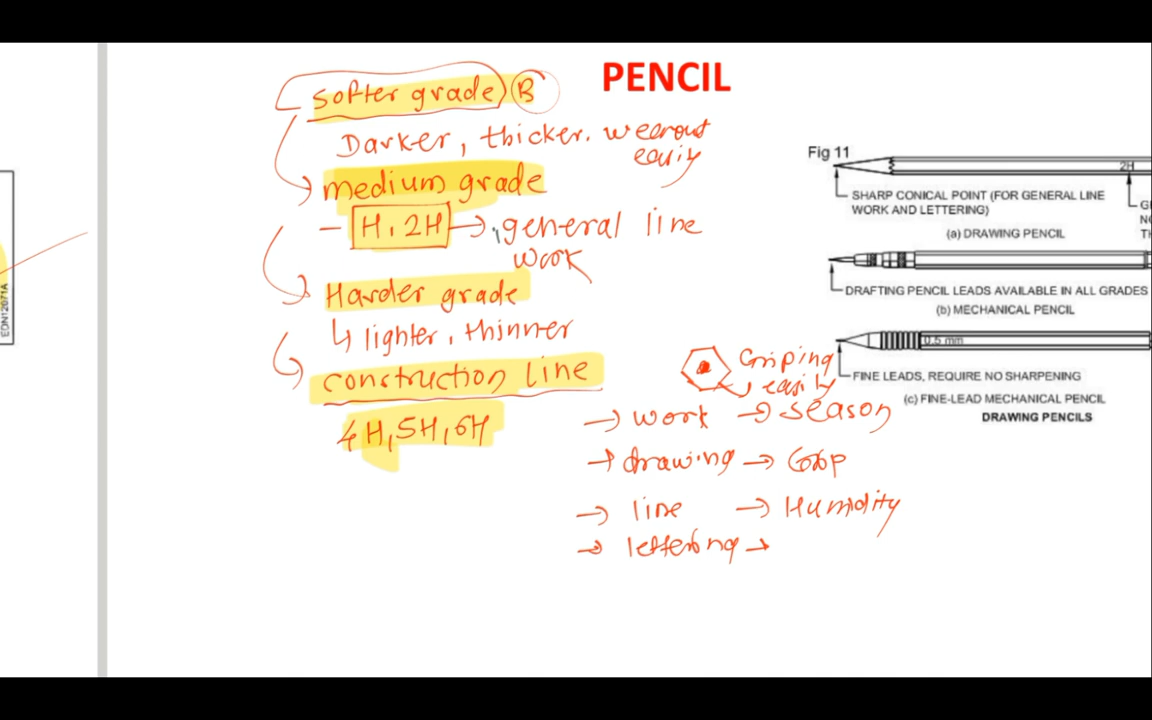 PENCIL
softer grade B
Darker, thicker. wearout easily
medium grade
- H, 2H → general line work
Harder grade
↳ lighter, thinner
construction line
4H, 5H, 6H
Griping easily
→ work → season
→ drawing → Grip
→ line → Humidity
→ lettering →
Fig 11
2H
SHARP CONICAL POINT (FOR GENERAL LINE
WORK AND LETTERING)
(a) DRAWING PENCIL
DRAFTING PENCIL LEADS AVAILABLE IN ALL GRADES
(b) MECHANICAL PENCIL
0.5 mm
FINE LEADS, REQUIRE NO SHARPENING
(c) FINE-LEAD MECHANICAL PENCIL
DRAWING PENCILS
EDN12671A